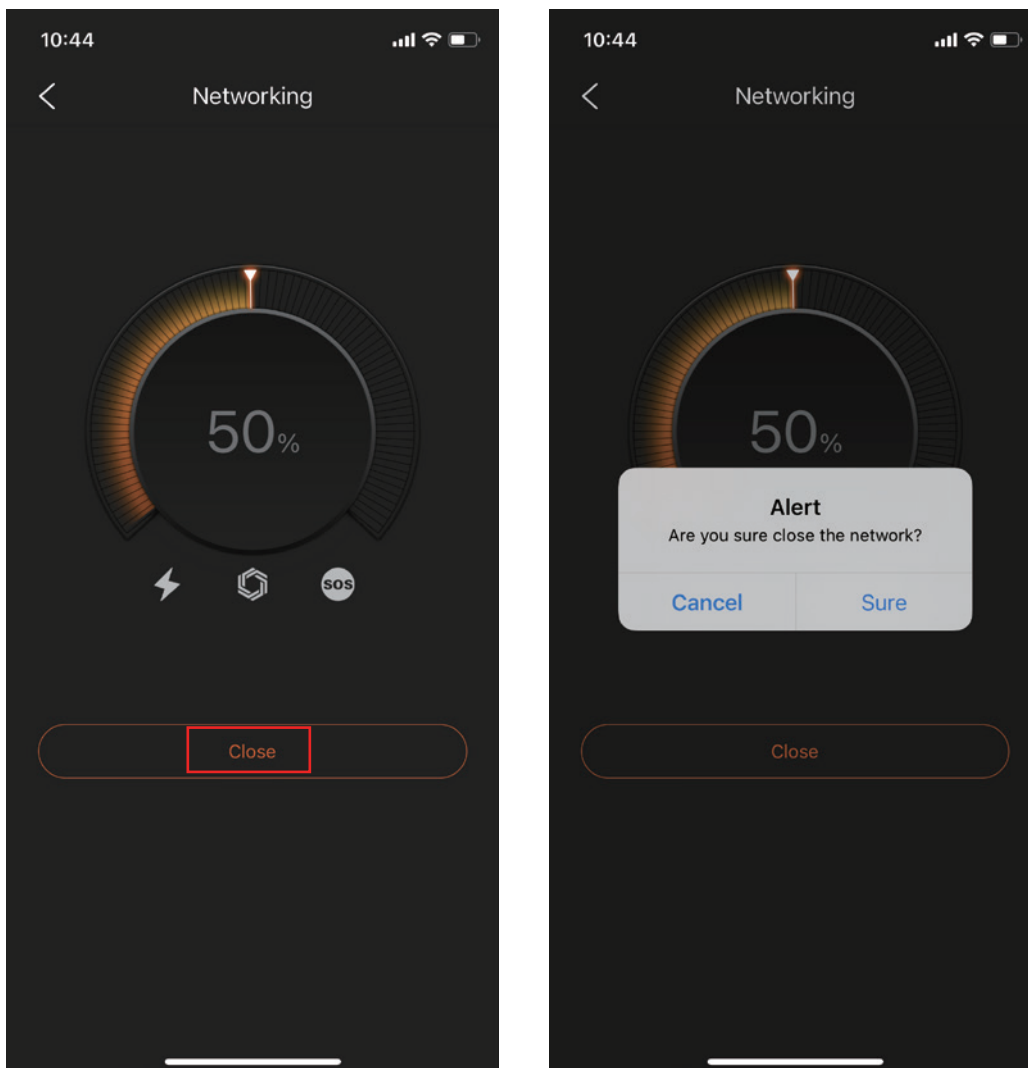 10:44
Networking
50%
SOS
Close
10:44
Networking
50%
Alert
Are you sure close the network?
Cancel
Sure
Close